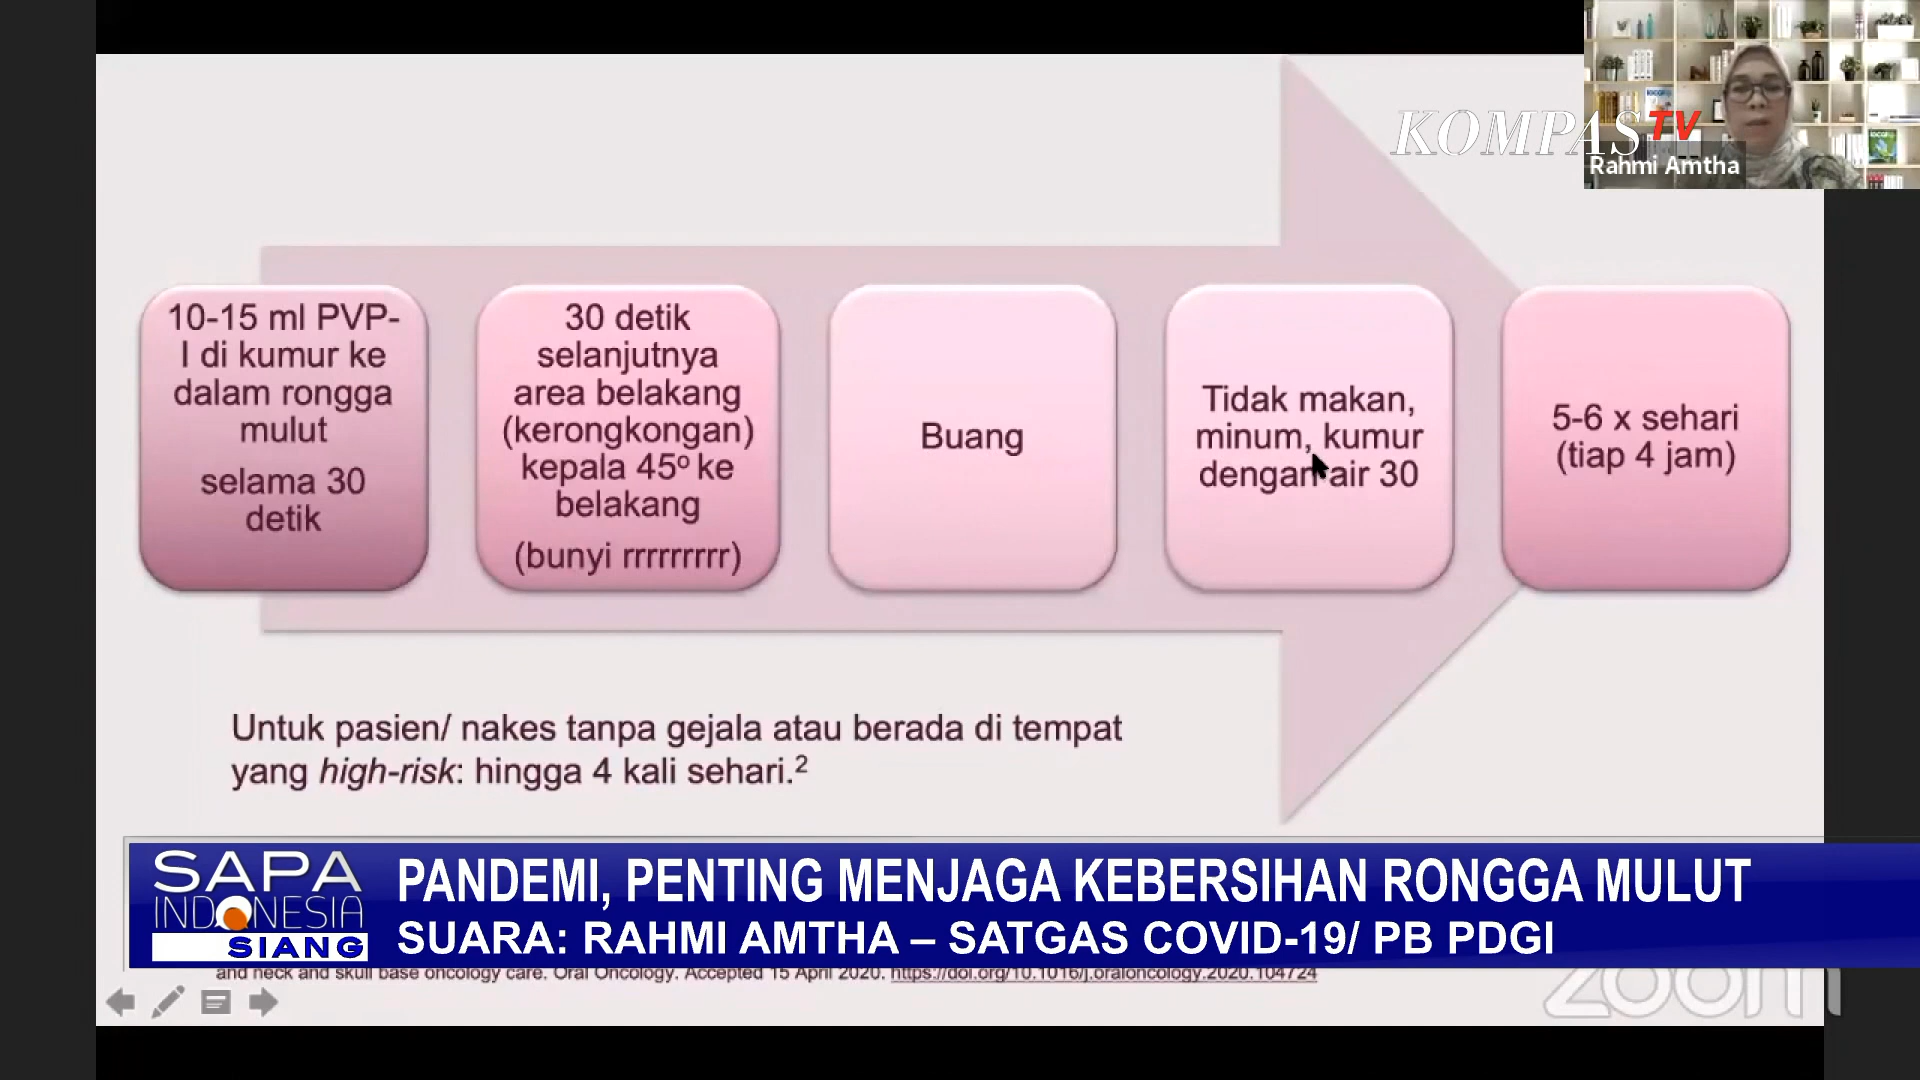 KOMPAS TV
Rahmi Amtha
10-15 ml PVP-
I di kumur ke
dalam rongga
mulut
selama 30
detik
30 detik
selanjutnya
area belakang
(kerongkongan)
kepala 45º ke
belakang
(bunyi rrrrrrrrr)
Buang
Tidak makan,
minum, kumur
dengan air 30
5-6 x sehari
(tiap 4 jam)
Untuk pasien/ nakes tanpa gejala atau berada di tempat
yang high-risk: hingga 4 kali sehari.²
SAPA
INDONESIA
SIANG
PANDEMI, PENTING MENJAGA KEBERSIHAN RONGGA MULUT
SUARA: RAHMI AMTHA – SATGAS COVID-19/ PB PDGI
and neck and skull base oncology care. Oral Oncology. Accepted 15 April 2020. https://doi.org/10.1016/j.oraloncology.2020.104724
zoom